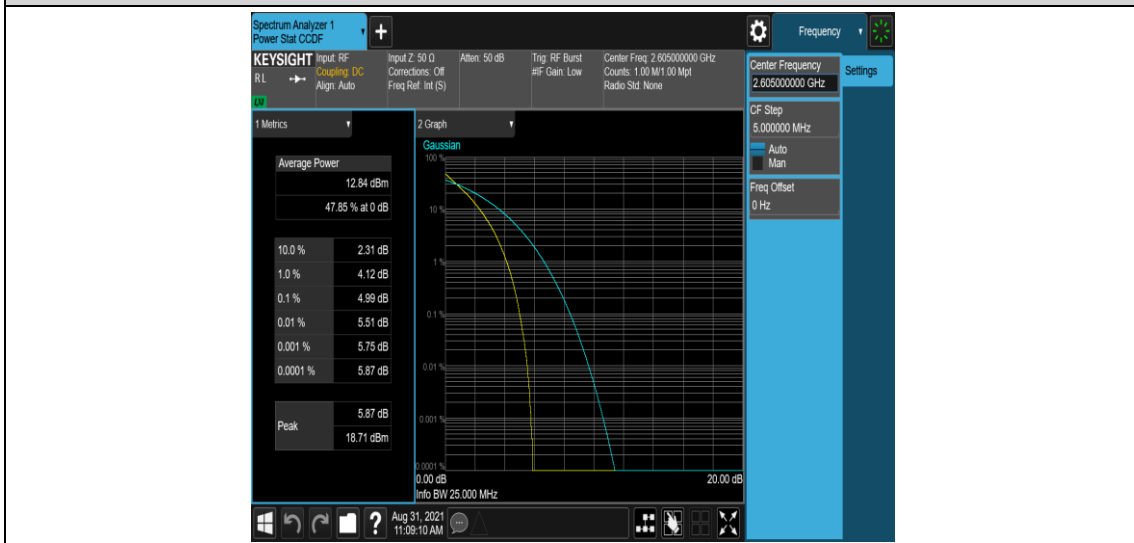 Spectrum Analyzer 1
Power Stat CCDF
+
Frequency
KEYSIGHT
RL
LXI
Input: RF
Coupling: DC
Align: Auto
Input Z: 50 Ω
Corrections: Off
Freq Ref: Int (S)
Atten: 50 dB
Trig: RF Burst
#IF Gain: Low
Center Freq: 2.605000000 GHz
Counts: 1.00 M/1.00 Mpt
Radio Std: None
Center Frequency
2.605000000 GHz
Settings
CF Step
5.000000 MHz
Auto
Man
Freq Offset
0 Hz
1 Metrics
Average Power
12.84 dBm
47.85 % at 0 dB
10.0 % 2.31 dB
1.0 % 4.12 dB
0.1 % 4.99 dB
0.01 % 5.51 dB
0.001 % 5.75 dB
0.0001 % 5.87 dB
Peak
5.87 dB
18.71 dBm
2 Graph
Gaussian
100 %
10 %
1 %
0.1 %
0.01 %
0.001 %
0.0001 %
0.00 dB 20.00 dB
Info BW 25.000 MHz
?
Aug 31, 2021
11:09:10 AM